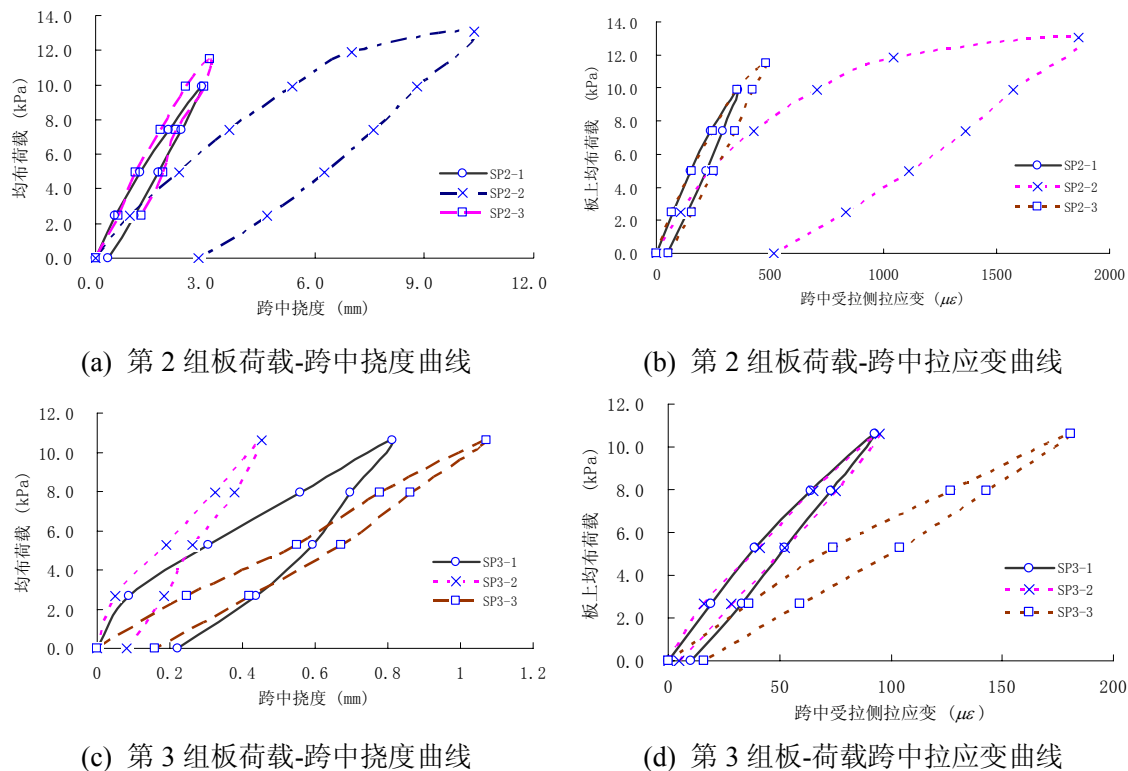 14.0
(a)
12.0
10.0
8.0
6.0
4.0
2.0
0.0
均布荷载 (kPa)
SP2-1
SP2-2
SP2-3
0.0 3.0 6.0 9.0 12.0
跨中挠度 (mm)
(a) 第 2 组板荷载-跨中挠度曲线
14.0
(b)
12.0
10.0
8.0
6.0
4.0
2.0
0.0
板上均布荷载 (kPa)
SP2-1
SP2-2
SP2-3
0 500 1000 1500 2000
跨中受拉侧拉应变 (με)
(b) 第 2 组板荷载-跨中拉应变曲线
12.0
(c)
10.0
8.0
6.0
4.0
2.0
0.0
均布荷载 (kPa)
SP3-1
SP3-2
SP3-3
0 0.2 0.4 0.6 0.8 1 1.2
跨中挠度 (mm)
(c) 第 3 组板荷载-跨中挠度曲线
12.0
(d)
10.0
8.0
6.0
4.0
2.0
0.0
板上均布荷载 (kPa)
SP3-1
SP3-2
SP3-3
0 50 100 150 200
跨中受拉侧拉应变 (με)
(d) 第 3 组板-荷载跨中拉应变曲线